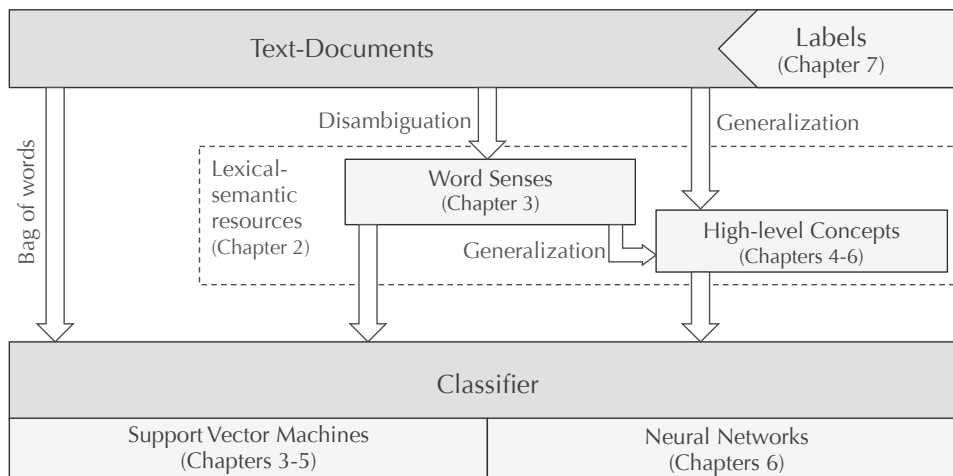 Text-Documents
Labels
(Chapter 7)
Bag of words
Disambiguation
Generalization
Lexical-
semantic
resources
(Chapter 2)
Word Senses
(Chapter 3)
Generalization
High-level Concepts
(Chapters 4-6)
Classifier
Support Vector Machines
(Chapters 3-5)
Neural Networks
(Chapters 6)